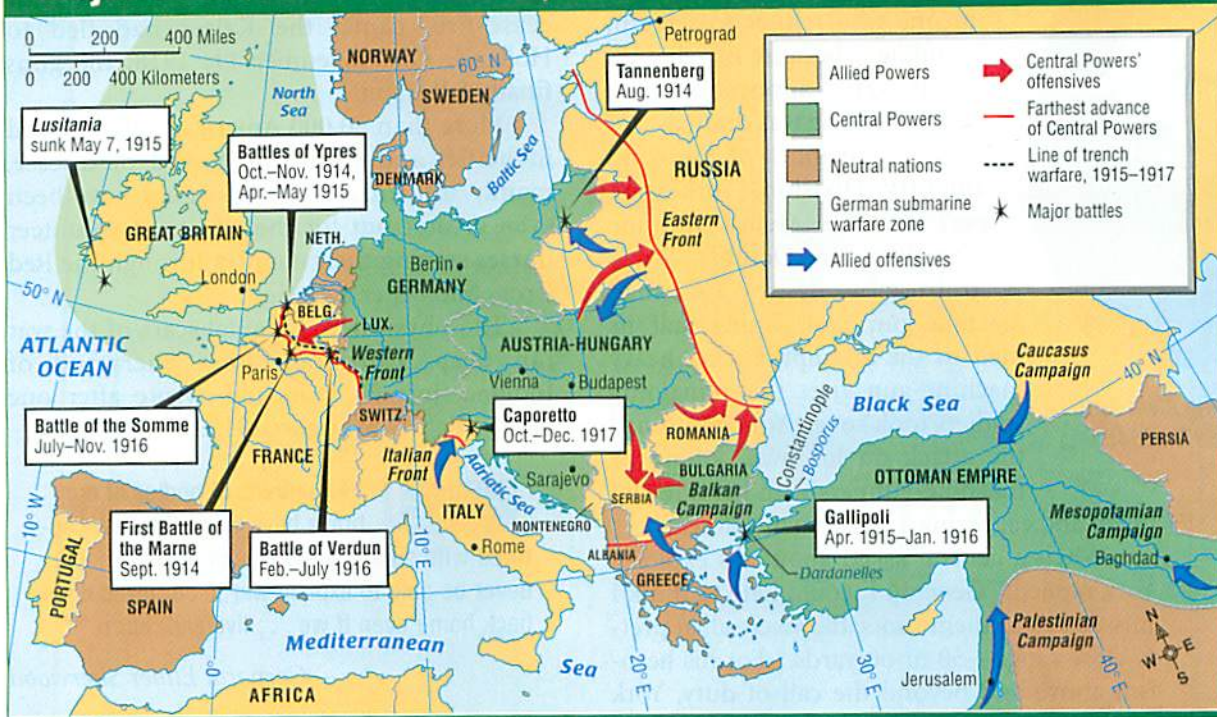 0 200 400 Miles
0 200 400 Kilometers
Lusitania
sunk May 7, 1915
North
Sea
Battles of Ypres
Oct.–Nov. 1914,
Apr.–May 1915
NORWAY
60° N
SWEDEN
Petrograd
Tannenberg
Aug. 1914
Baltic Sea
DENMARK
RUSSIA
Eastern
Front
Allied Powers
Central Powers
Neutral nations
German submarine
warfare zone
Allied offensives
Central Powers'
offensives
Farthest advance
of Central Powers
Line of trench
warfare, 1915–1917
Major battles
GREAT BRITAIN
London
NETH.
Berlin
GERMANY
50° N
BELG.
LUX.
ATLANTIC
OCEAN
Paris
Western
Front
AUSTRIA-HUNGARY
Vienna
Budapest
Battle of the Somme
July–Nov. 1916
SWITZ.
Caporetto
Oct.–Dec. 1917
FRANCE
Italian
Front
Adriatic Sea
Sarajevo
ROMANIA
SERBIA
BULGARIA
Balkan
Campaign
Black Sea
Caucasus
Campaign
40° N
PERSIA
Constantinople
Bosporus
OTTOMAN EMPIRE
Mesopotamian
Campaign
Baghdad
10° W
First Battle of
the Marne
Sept. 1914
Battle of Verdun
Feb.–July 1916
10° E
ITALY
Rome
MONTENEGRO
ALBANIA
GREECE
Gallipoli
Apr. 1915–Jan. 1916
Dardanelles
PORTUGAL
SPAIN
Mediterranean
Sea
0°
20° E
30° E
40° E
Palestinian
Campaign
Jerusalem
N
W E
S
AFRICA